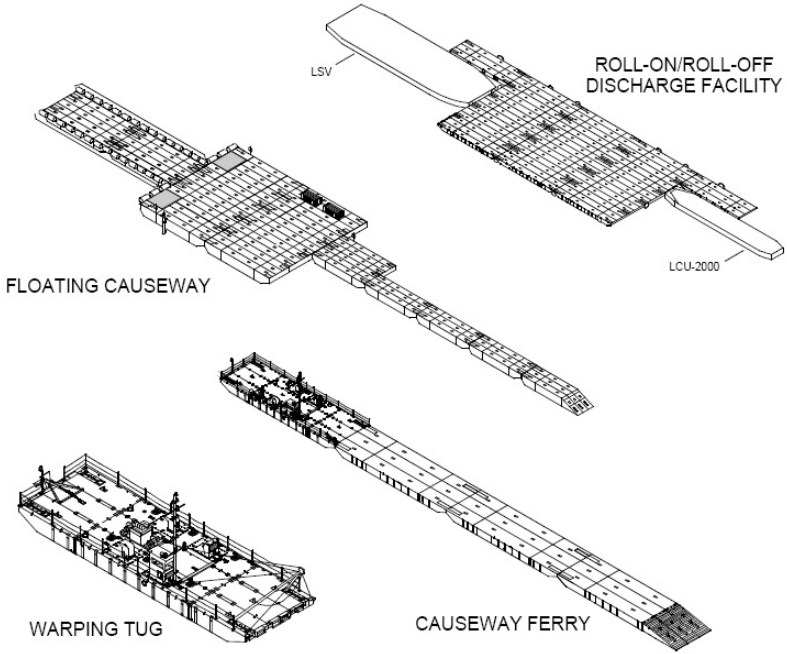 LSV
ROLL-ON/ROLL-OFF
DISCHARGE FACILITY
LCU-2000
FLOATING CAUSEWAY
WARPING TUG
CAUSEWAY FERRY